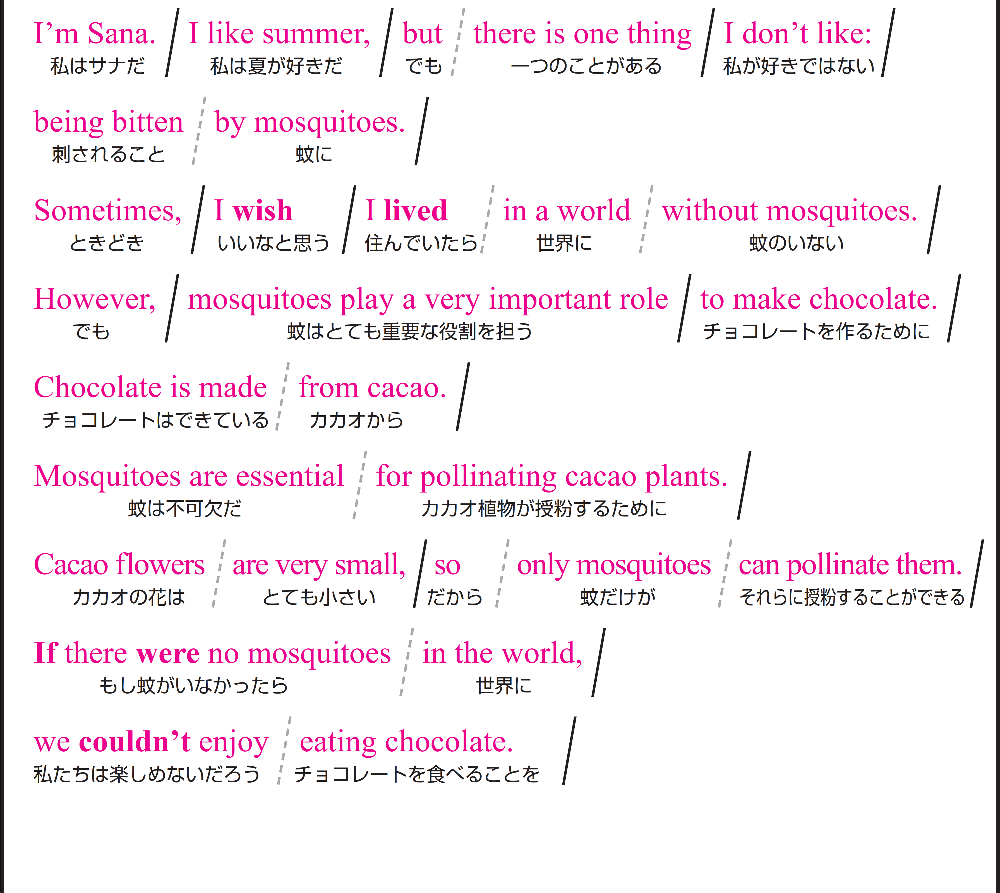 I’m Sana. / I like summer, / but / there is one thing / I don’t like: /
私はサナだ 私は夏が好きだ でも 一つのことがある 私が好きではない
being bitten / by mosquitoes. /
刺されること 蚊に
Sometimes, / I wish / I lived / in a world / without mosquitoes. /
ときどき いいなと思う 住んでいたら 世界に 蚊のいない
However, / mosquitoes play a very important role / to make chocolate. /
でも 蚊はとても重要な役割を担う チョコレートを作るために
Chocolate is made / from cacao. /
チョコレートはできている カカオから
Mosquitoes are essential / for pollinating cacao plants. /
蚊は不可欠だ カカオ植物が授粉するために
Cacao flowers / are very small, / so / only mosquitoes / can pollinate them. /
カカオの花は とても小さい だから 蚊だけが それらに授粉することができる
If there were no mosquitoes / in the world, /
もし蚊がいなかったら 世界に
we couldn’t enjoy / eating chocolate. /
私たちは楽しめないだろう チョコレートを食べることを